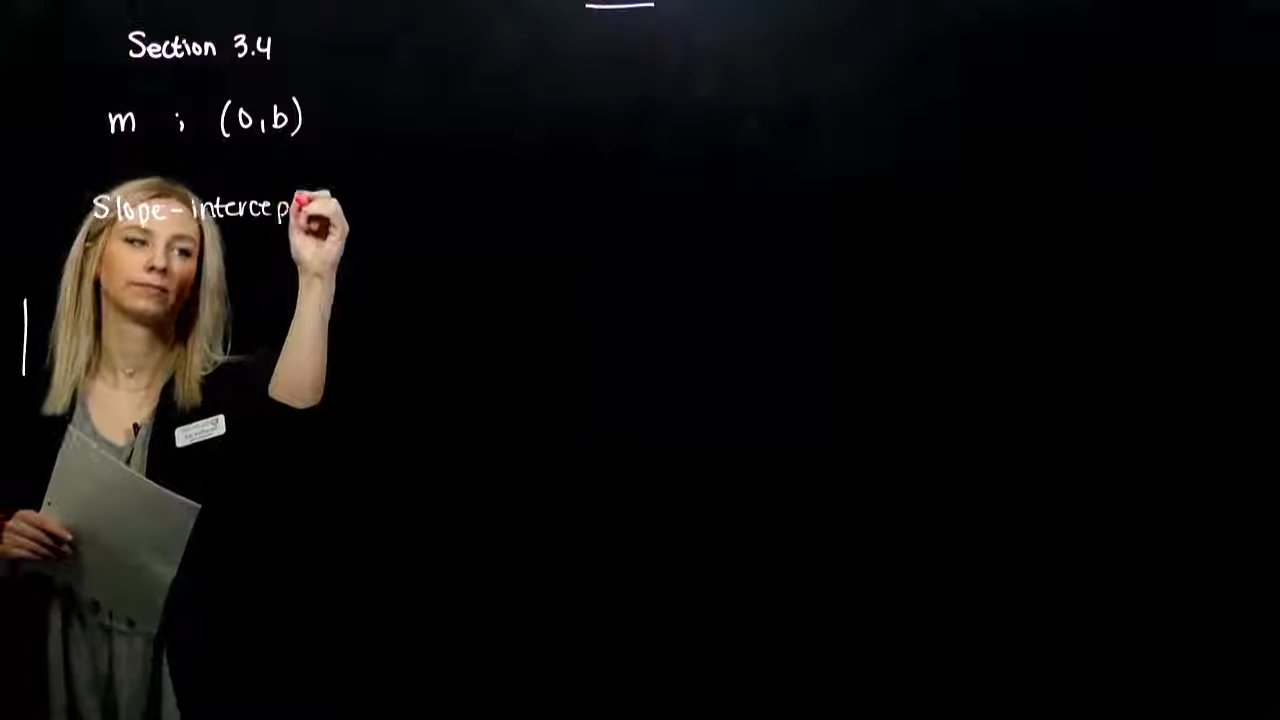 Section 3.4
m ; (0,b)
Slope-intercep